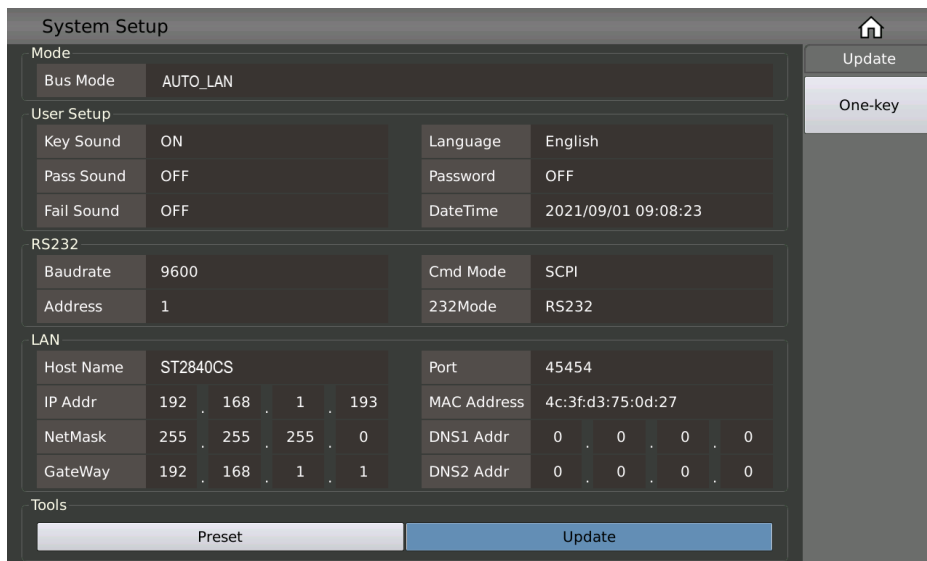 System Setup
Update
One-key
Mode
Bus Mode AUTO_LAN
User Setup
Key Sound ON Language English
Pass Sound OFF Password OFF
Fail Sound OFF DateTime 2021/09/01 09:08:23
RS232
Baudrate 9600 Cmd Mode SCPI
Address 1 232Mode RS232
LAN
Host Name ST2840CS Port 45454
IP Addr 192 . 168 . 1 . 193 MAC Address 4c:3f:d3:75:0d:27
NetMask 255 . 255 . 255 . 0 DNS1 Addr 0 . 0 . 0 . 0
GateWay 192 . 168 . 1 . 1 DNS2 Addr 0 . 0 . 0 . 0
Tools
Preset Update